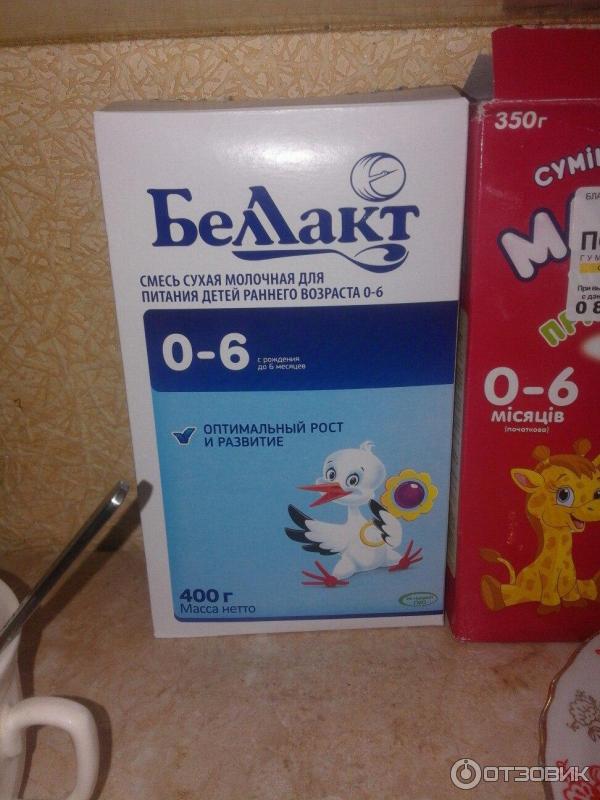 Беллакт
СМЕСЬ СУХАЯ МОЛОЧНАЯ ДЛЯ
ПИТАНИЯ ДЕТЕЙ РАННЕГО ВОЗРАСТА 0-6
0-6
с рождения
до 6 месяцев
ОПТИМАЛЬНЫЙ РОСТ
И РАЗВИТИЕ
400 г
Масса нетто
350г
0-6
місяців
(початкова)
ОТЗОВИК